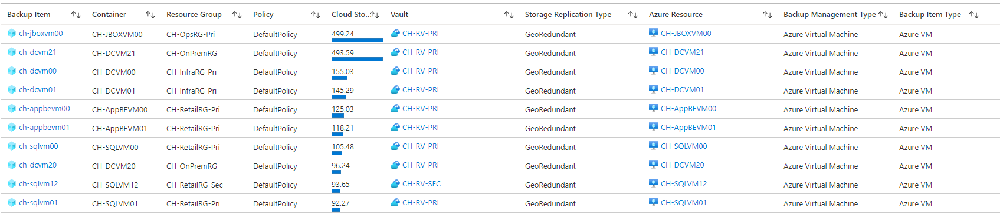 Backup Item Container Resource Group Policy Cloud Sto... Vault Storage Replication Type Azure Resource Backup Management Type Backup Item Type
ch-jboxvm00 CH-JBOXVM00 CH-OpsRG-Pri DefaultPolicy 499.24 CH-RV-PRI GeoRedundant CH-JBOXVM00 Azure Virtual Machine Azure VM
ch-dcvm21 CH-DCVM21 CH-OnPremRG DefaultPolicy 493.59 CH-RV-PRI GeoRedundant CH-DCVM21 Azure Virtual Machine Azure VM
ch-dcvm00 CH-DCVM00 CH-InfraRG-Pri DefaultPolicy 155.03 CH-RV-PRI GeoRedundant CH-DCVM00 Azure Virtual Machine Azure VM
ch-dcvm01 CH-DCVM01 CH-InfraRG-Pri DefaultPolicy 145.29 CH-RV-PRI GeoRedundant CH-DCVM01 Azure Virtual Machine Azure VM
ch-appbevm00 CH-AppBEVM00 CH-RetailRG-Pri DefaultPolicy 125.03 CH-RV-PRI GeoRedundant CH-AppBEVM00 Azure Virtual Machine Azure VM
ch-appbevm01 CH-AppBEVM01 CH-RetailRG-Pri DefaultPolicy 118.21 CH-RV-PRI GeoRedundant CH-AppBEVM01 Azure Virtual Machine Azure VM
ch-sqlvm00 CH-SQLVM00 CH-RetailRG-Pri DefaultPolicy 105.48 CH-RV-PRI GeoRedundant CH-SQLVM00 Azure Virtual Machine Azure VM
ch-dcvm20 CH-DCVM20 CH-OnPremRG DefaultPolicy 96.24 CH-RV-PRI GeoRedundant CH-DCVM20 Azure Virtual Machine Azure VM
ch-sqlvm12 CH-SQLVM12 CH-RetailRG-Sec DefaultPolicy 93.65 CH-RV-SEC GeoRedundant CH-SQLVM12 Azure Virtual Machine Azure VM
ch-sqlvm01 CH-SQLVM01 CH-RetailRG-Pri DefaultPolicy 92.27 CH-RV-PRI GeoRedundant CH-SQLVM01 Azure Virtual Machine Azure VM